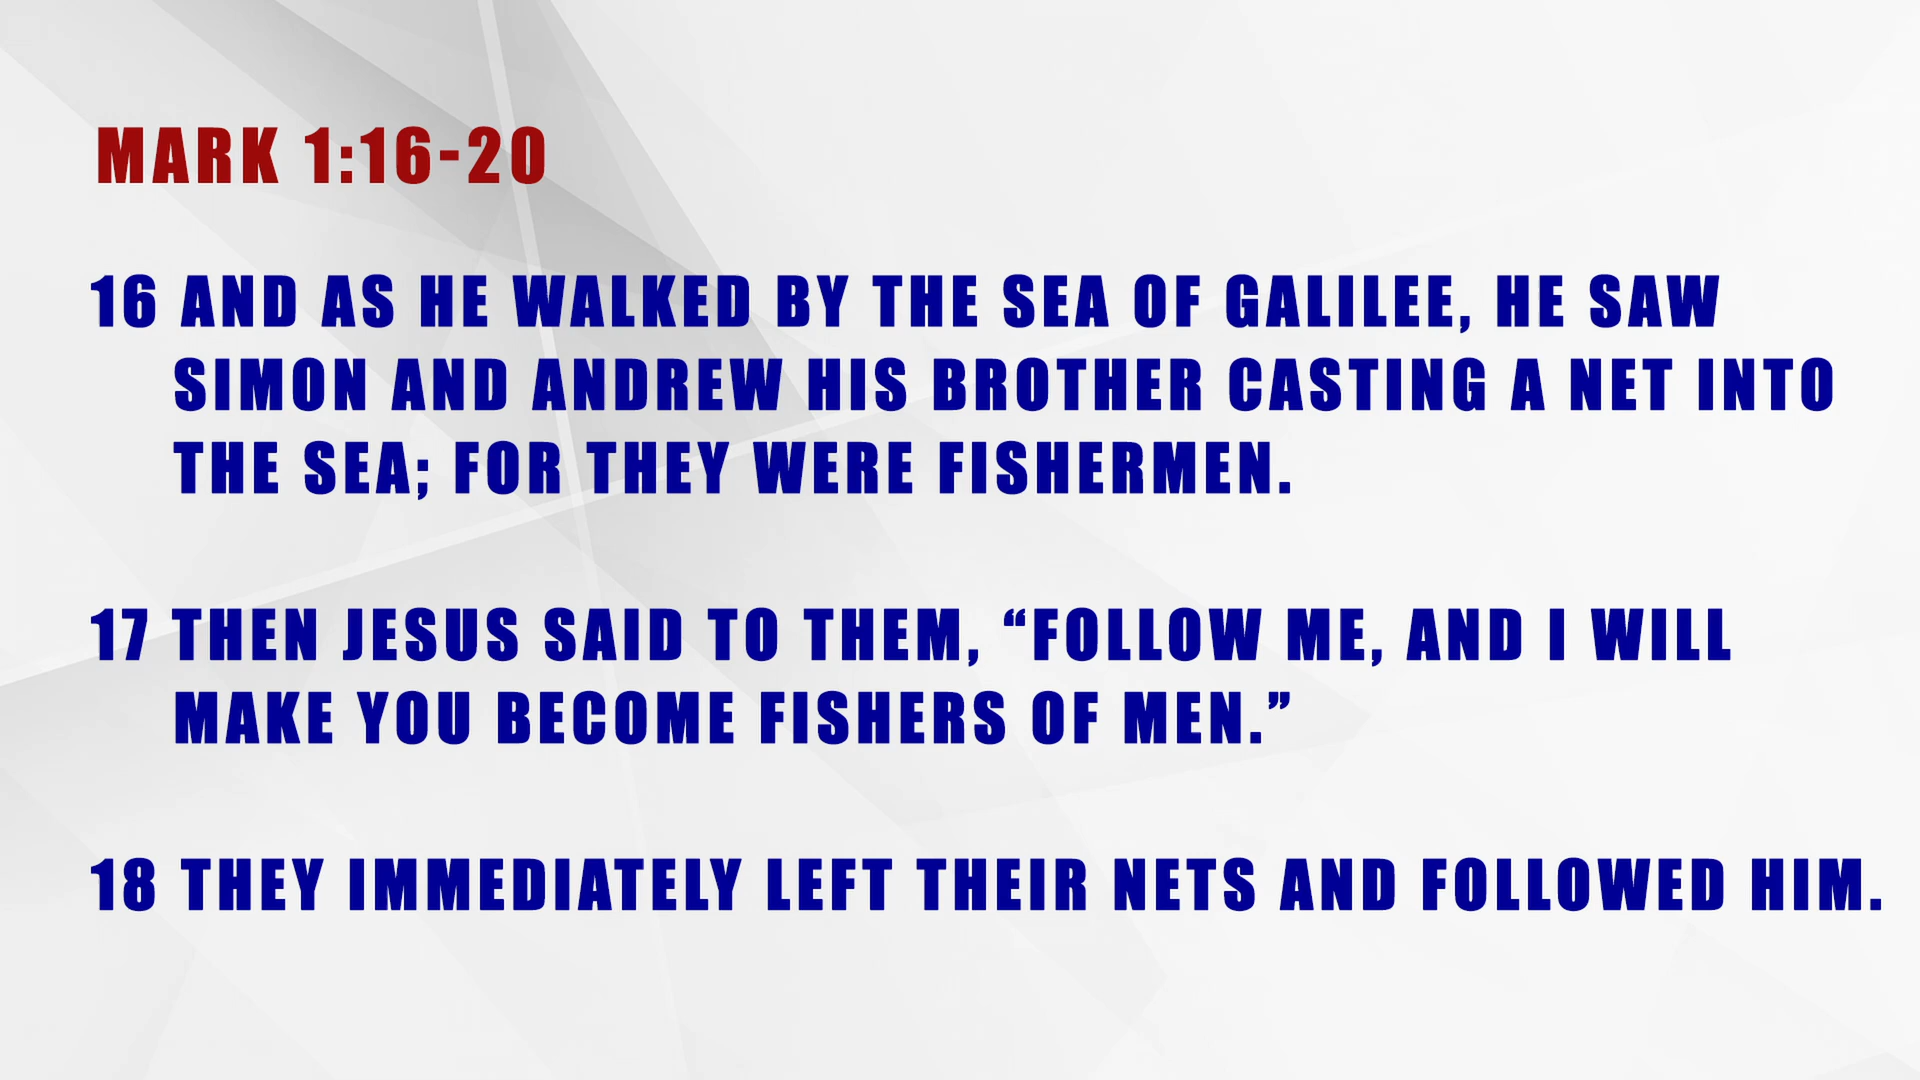 MARK 1:16-20
16 AND AS HE WALKED BY THE SEA OF GALILEE, HE SAW
SIMON AND ANDREW HIS BROTHER CASTING A NET INTO
THE SEA; FOR THEY WERE FISHERMEN.
17 THEN JESUS SAID TO THEM, “FOLLOW ME, AND I WILL
MAKE YOU BECOME FISHERS OF MEN.”
18 THEY IMMEDIATELY LEFT THEIR NETS AND FOLLOWED HIM.